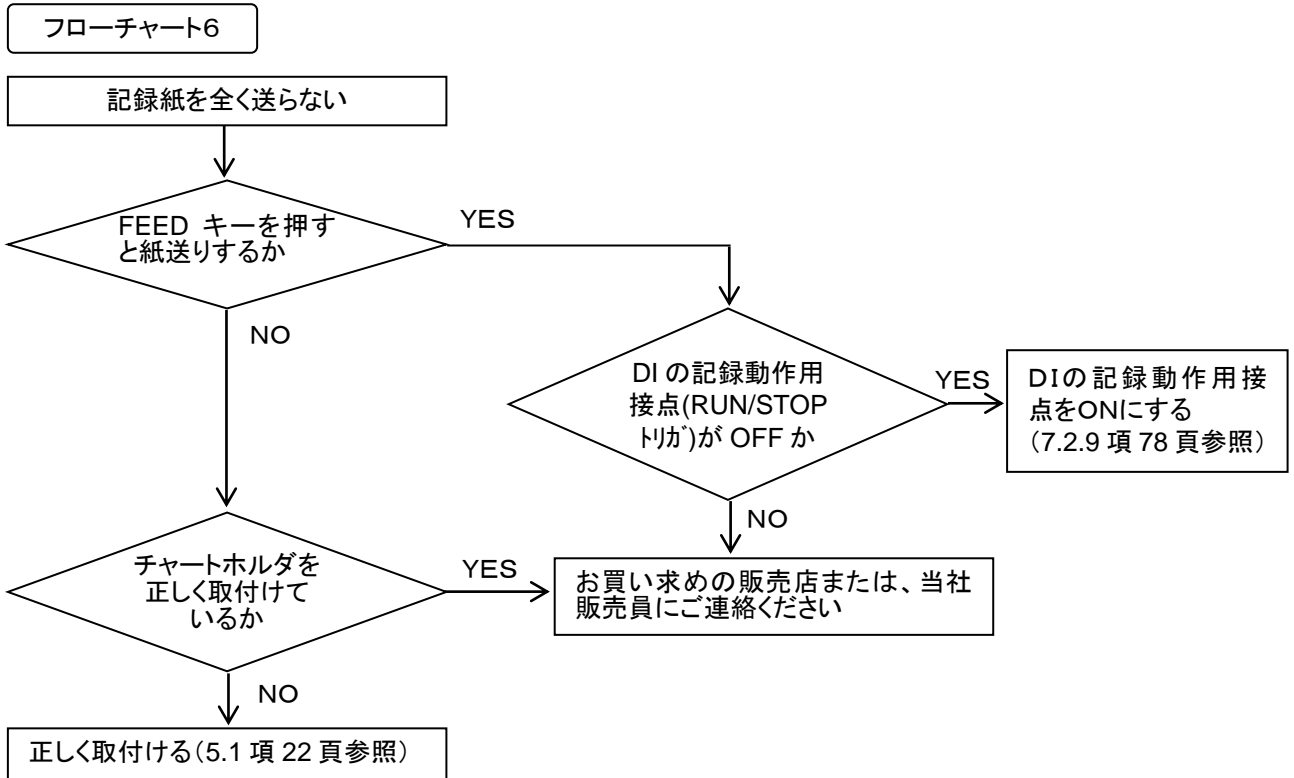 フローチャート6
記録紙を全く送らない
FEED キーを押す
と紙送りするか
YES
NO
DI の記録動作用
接点(RUN/STOP
ﾄﾘｶﾞ)が OFF か
YES
DIの記録動作用接
点をONにする
（7.2.9 項 78 頁参照）
NO
チャートホルダを
正しく取付けて
いるか
YES
お買い求めの販売店または、当社
販売員にご連絡ください
NO
正しく取付ける（5.1 項 22 頁参照）